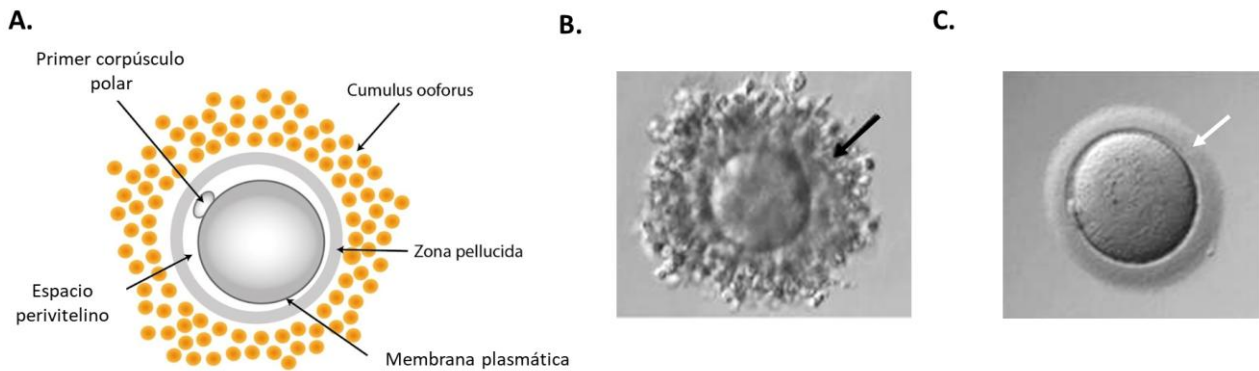 A.
Primer corpúsculo
polar
Cumulus ooforus
Zona pellucida
Espacio
perivitelino
Membrana plasmática
B.
C.